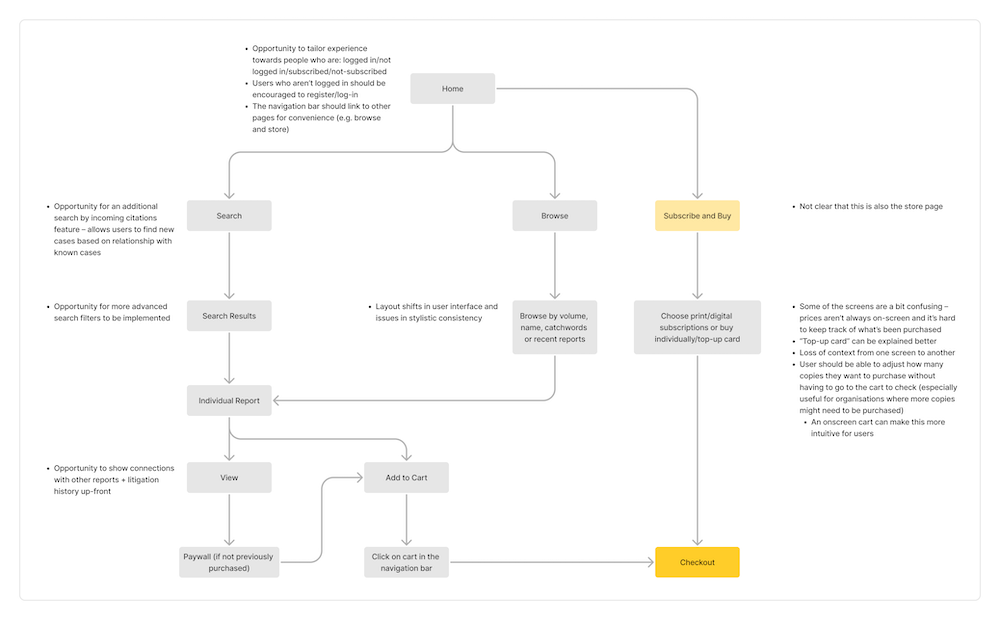 • Opportunity to tailor experience
towards people who are: logged in/not
logged in/subscribed/not-subscribed
• Users who aren't logged in should be
encouraged to register/log-in
• The navigation bar should link to other
pages for convenience (e.g. browse
and store)
Home
• Opportunity for an additional
search by incoming citations
feature – allows users to find new
cases based on relationship with
known cases
Search
Browse
Subscribe and Buy
• Not clear that this is also the store page
• Opportunity for more advanced
search filters to be implemented
Search Results
• Layout shifts in user interface and
issues in stylistic consistency
Browse by volume,
name, catchwords
or recent reports
Choose print/digital
subscriptions or buy
individually/top-up card
• Some of the screens are a bit confusing –
prices aren't always on-screen and it's hard
to keep track of what's been purchased
• “Top-up card” can be explained better
• Loss of context from one screen to another
• User should be able to adjust how many
copies they want to purchase without
having to go to the cart to check (especially
useful for organisations where more copies
might need to be purchased)
• An onscreen cart can make this more
intuitive for users
Individual Report
• Opportunity to show connections
with other reports + litigation
history up-front
View
Add to Cart
Paywall (if not previously
purchased)
Click on cart in the
navigation bar
Checkout